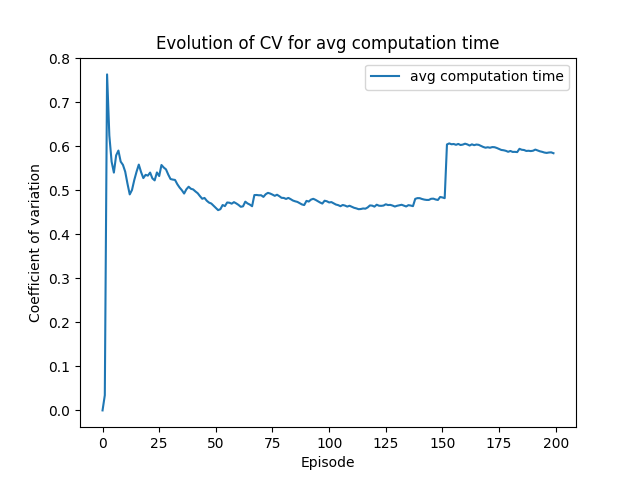 Evolution of CV for avg computation time
avg computation time
Coefficient of variation
0.8
0.7
0.6
0.5
0.4
0.3
0.2
0.1
0.0
0 25 50 75 100 125 150 175 200
Episode